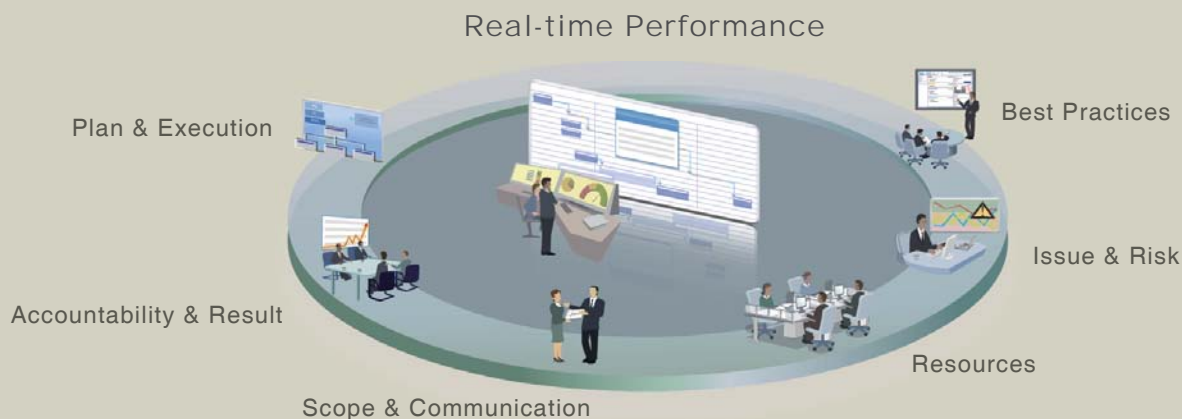 Real-time Performance
Plan & Execution
Best Practices
Issue & Risk
Accountability & Result
Resources
Scope & Communication